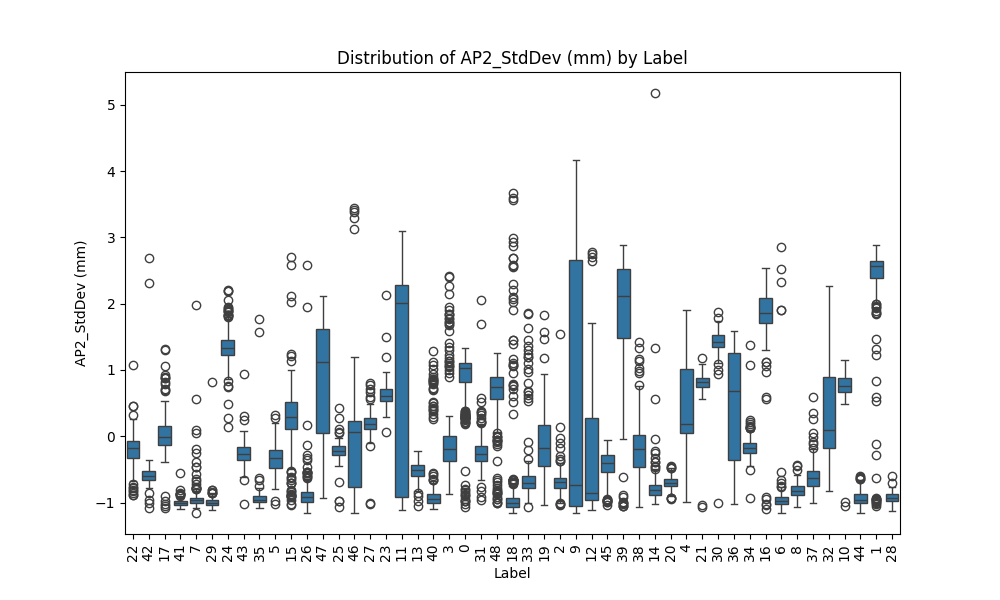 Distribution of AP2_StdDev (mm) by Label
AP2_StdDev (mm)
5
4
3
2
1
0
−1
22 42 17 41 7 29 24 43 35 5 15 26 47 25 46 27 23 11 13 40 3 0 31 48 18 33 19 2 9 12 45 39 38 14 20 4 21 30 36 34 16 6 8 37 32 10 44 1 28
Label